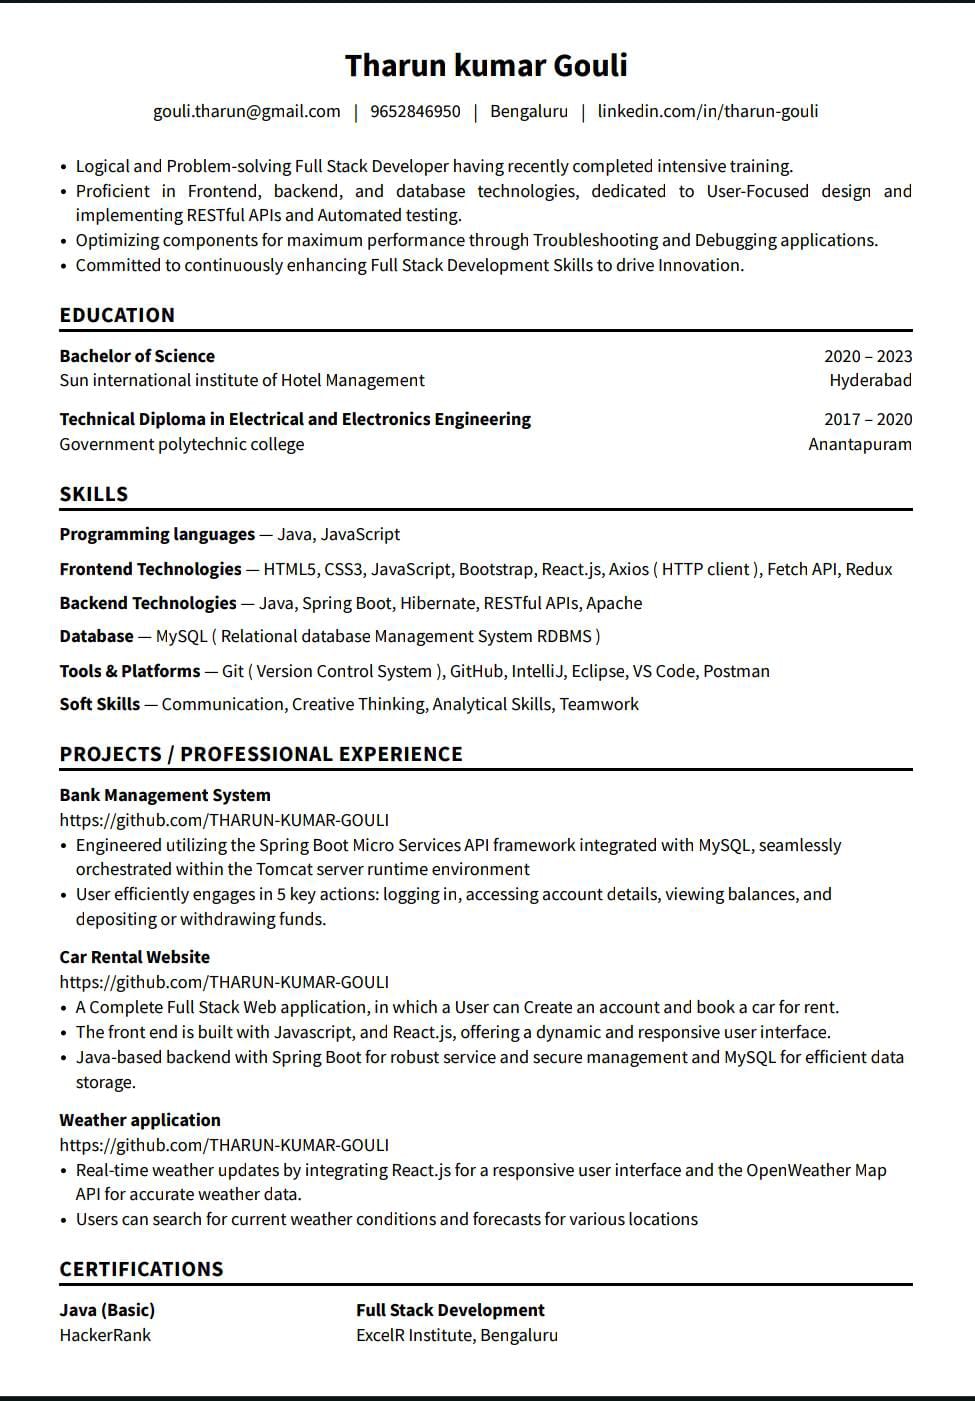 Tharun kumar Gouli
gouli.tharun@gmail.com | 9652846950 | Bengaluru | linkedin.com/in/tharun-gouli
• Logical and Problem-solving Full Stack Developer having recently completed intensive training.
• Proficient in Frontend, backend, and database technologies, dedicated to User-Focused design and
implementing RESTful APIs and Automated testing.
• Optimizing components for maximum performance through Troubleshooting and Debugging applications.
• Committed to continuously enhancing Full Stack Development Skills to drive Innovation.
EDUCATION
Bachelor of Science 2020 – 2023
Sun international institute of Hotel Management Hyderabad
Technical Diploma in Electrical and Electronics Engineering 2017 – 2020
Government polytechnic college Anantapuram
SKILLS
Programming languages — Java, JavaScript
Frontend Technologies — HTML5, CSS3, JavaScript, Bootstrap, React.js, Axios ( HTTP client ), Fetch API, Redux
Backend Technologies — Java, Spring Boot, Hibernate, RESTful APIs, Apache
Database — MySQL ( Relational database Management System RDBMS )
Tools & Platforms — Git ( Version Control System ), GitHub, IntelliJ, Eclipse, VS Code, Postman
Soft Skills — Communication, Creative Thinking, Analytical Skills, Teamwork
PROJECTS / PROFESSIONAL EXPERIENCE
Bank Management System
https://github.com/THARUN-KUMAR-GOULI
• Engineered utilizing the Spring Boot Micro Services API framework integrated with MySQL, seamlessly
orchestrated within the Tomcat server runtime environment
• User efficiently engages in 5 key actions: logging in, accessing account details, viewing balances, and
depositing or withdrawing funds.
Car Rental Website
https://github.com/THARUN-KUMAR-GOULI
• A Complete Full Stack Web application, in which a User can Create an account and book a car for rent.
• The front end is built with Javascript, and React.js, offering a dynamic and responsive user interface.
• Java-based backend with Spring Boot for robust service and secure management and MySQL for efficient data
storage.
Weather application
https://github.com/THARUN-KUMAR-GOULI
• Real-time weather updates by integrating React.js for a responsive user interface and the OpenWeather Map
API for accurate weather data.
• Users can search for current weather conditions and forecasts for various locations
CERTIFICATIONS
Java (Basic) Full Stack Development
HackerRank ExcelR Institute, Bengaluru